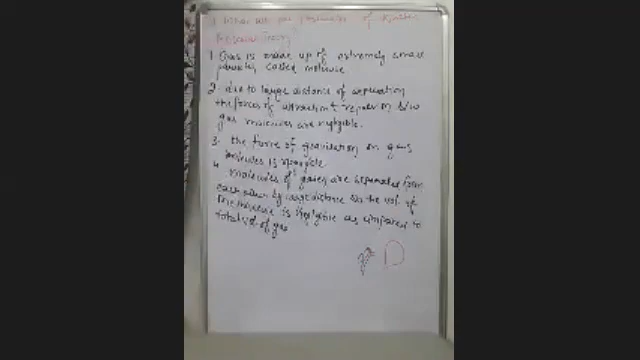 What are the postulates of Kinetic
Molecular Theory
1 Gas is made up of extremely small
particles, called molecule
2. due to large distance of seperation
the forces of attraction & repulsion b/w
gas molecules are negligible.
3. the force of gravitation on gas
molecules is negligible.
4. Molecules of gases are seperated from
each other by large distance so the vol. of
the molecule is negligible as compared to
total vol. of gas